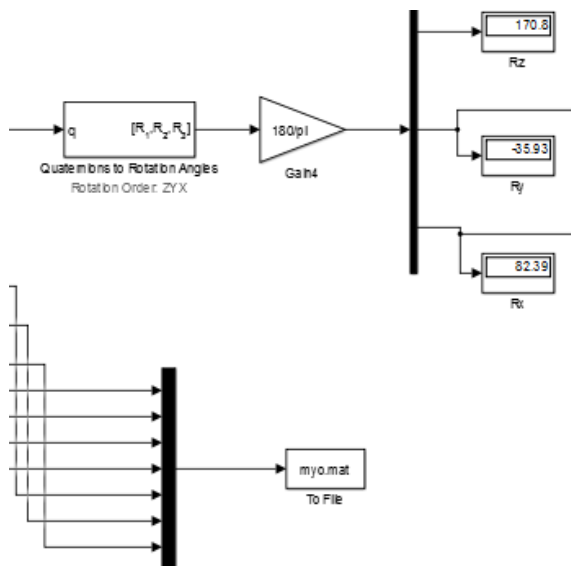 170.8
Rz
q
[R1,R2,R3]
180/pi
-35.93
Quaternions to Rotation Angles
Rotation Order: ZYX
Gain4
Ry
82.39
Rx
myo.mat
To File